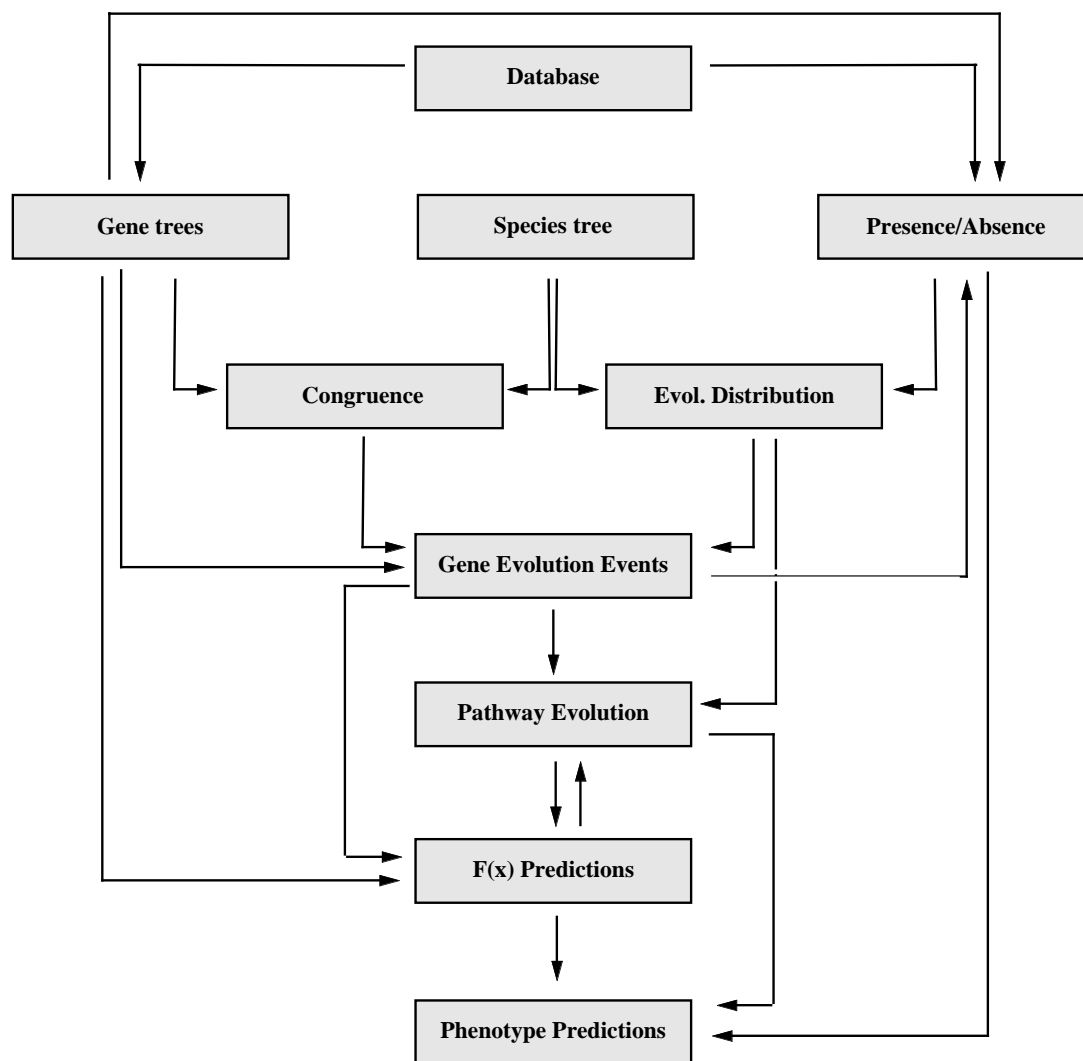 Database
Gene trees
Species tree
Presence/Absence
Congruence
Evol. Distribution
Gene Evolution Events
Pathway Evolution
F(x) Predictions
Phenotype Predictions